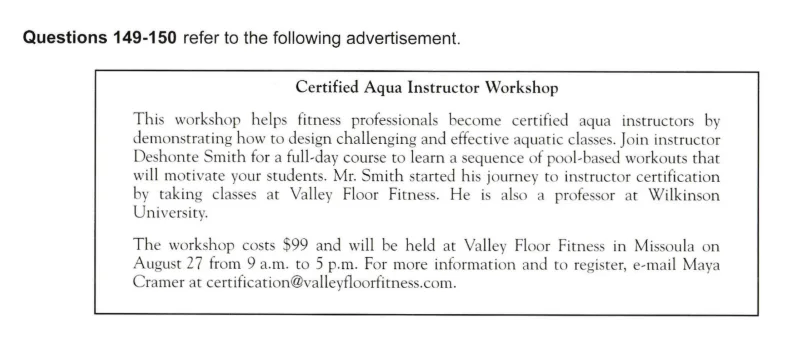 Questions 149-150 refer to the following advertisement.
Certified Aqua Instructor Workshop
This workshop helps fitness professionals become certified aqua instructors by
demonstrating how to design challenging and effective aquatic classes. Join instructor
Deshonte Smith for a full-day course to learn a sequence of pool-based workouts that
will motivate your students. Mr. Smith started his journey to instructor certification
by taking classes at Valley Floor Fitness. He is also a professor at Wilkinson
University.
The workshop costs $99 and will be held at Valley Floor Fitness in Missoula on
August 27 from 9 a.m. to 5 p.m. For more information and to register, e-mail Maya
Cramer at certification@valleyfloorfitness.com.